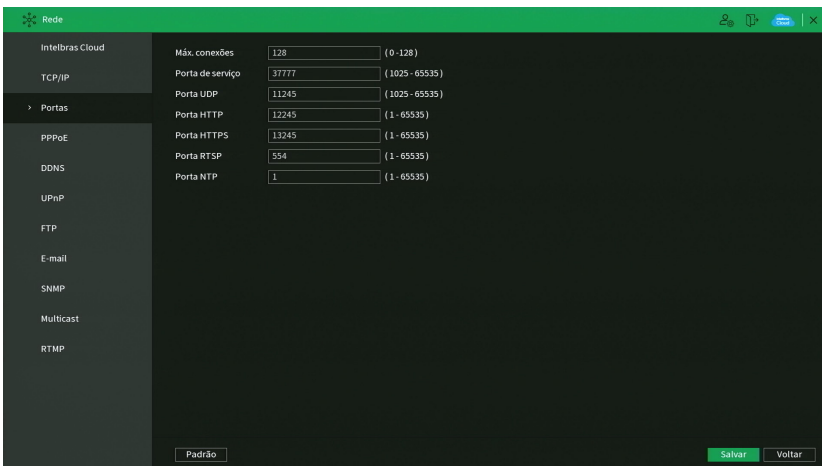 Rede
Intelbras Cloud
TCP/IP
Portas
PPPoE
DDNS
UPnP
FTP
E-mail
SNMP
Multicast
RTMP
Máx. conexões 128 (0-128)
Porta de serviço 37777 (1025-65535)
Porta UDP 11245 (1025-65535)
Porta HTTP 12245 (1-65535)
Porta HTTPS 13245 (1-65535)
Porta RTSP 554 (1-65535)
Porta NTP 1 (1-65535)
Padrão Salvar Voltar